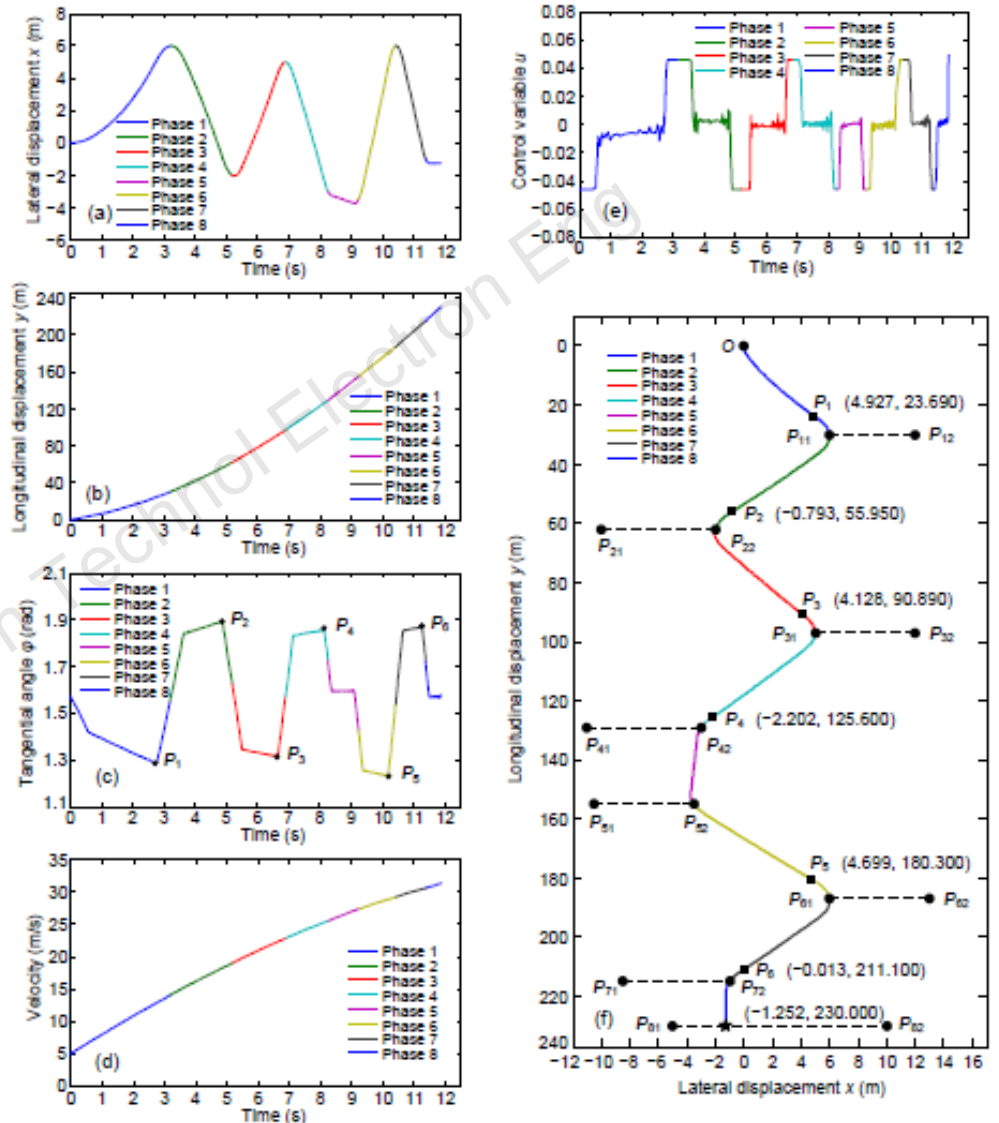 Lateral displacement x (m)
6
4
2
0
−2
−4
−6
Phase 1
Phase 2
Phase 3
Phase 4
Phase 5
Phase 6
Phase 7
Phase 8
(a)
0 1 2 3 4 5 6 7 8 9 10 11 12
Time (s)
Longitudinal displacement y (m)
240
200
160
120
80
40
0
Phase 1
Phase 2
Phase 3
Phase 4
Phase 5
Phase 6
Phase 7
Phase 8
(b)
0 1 2 3 4 5 6 7 8 9 10 11 12
Time (s)
Tangential angle φ (rad)
2.1
1.9
1.7
1.5
1.3
1.1
Phase 1
Phase 2
Phase 3
Phase 4
Phase 5
Phase 6
Phase 7
Phase 8
P2
P4
P6
P1
P3
P5
(c)
0 1 2 3 4 5 6 7 8 9 10 11 12
Time (s)
Velocity (m/s)
35
30
25
20
15
10
5
0
Phase 1
Phase 2
Phase 3
Phase 4
Phase 5
Phase 6
Phase 7
Phase 8
(d)
0 1 2 3 4 5 6 7 8 9 10 11 12
Time (s)
Control variable u
0.08
0.06
0.04
0.02
0
−0.02
−0.04
−0.06
−0.08
Phase 1 Phase 5
Phase 2 Phase 6
Phase 3 Phase 7
Phase 4 Phase 8
(e)
0 1 2 3 4 5 6 7 8 9 10 11 12
Time (s)
Longitudinal displacement y (m)
0
20
40
60
80
100
120
140
160
180
200
220
240
Phase 1
Phase 2
Phase 3
Phase 4
Phase 5
Phase 6
Phase 7
Phase 8
O
P1 (4.927, 23.690)
P11 P12
P2 (−0.793, 55.950)
P21 P22
P3 (4.128, 90.890)
P31 P32
P4 (−2.202, 125.600)
P41 P42
P51 P52
P5 (4.699, 180.300)
P61 P62
P6 (−0.013, 211.100)
P71 P72
(−1.252, 230.000)
(f) P81 P82
−12 −10 −8 −6 −4 −2 0 2 4 6 8 10 12 14 16
Lateral displacement x (m)
Technol Electron Eng